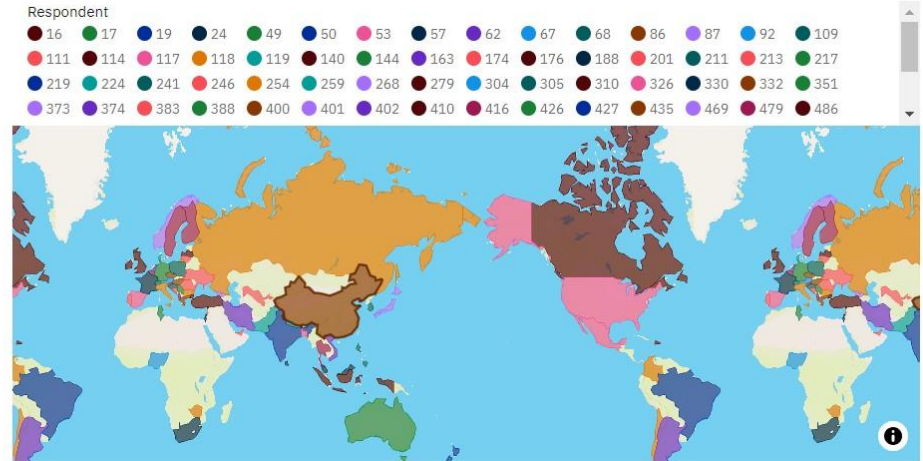 Respondent
16 17 19 24 49 50 53 57 62 67 68 86 87 92 109
111 114 117 118 119 140 144 163 174 176 188 201 211 213 217
219 224 241 246 254 259 268 279 304 305 310 326 330 332 351
373 374 383 388 400 401 402 410 416 426 427 435 469 479 486